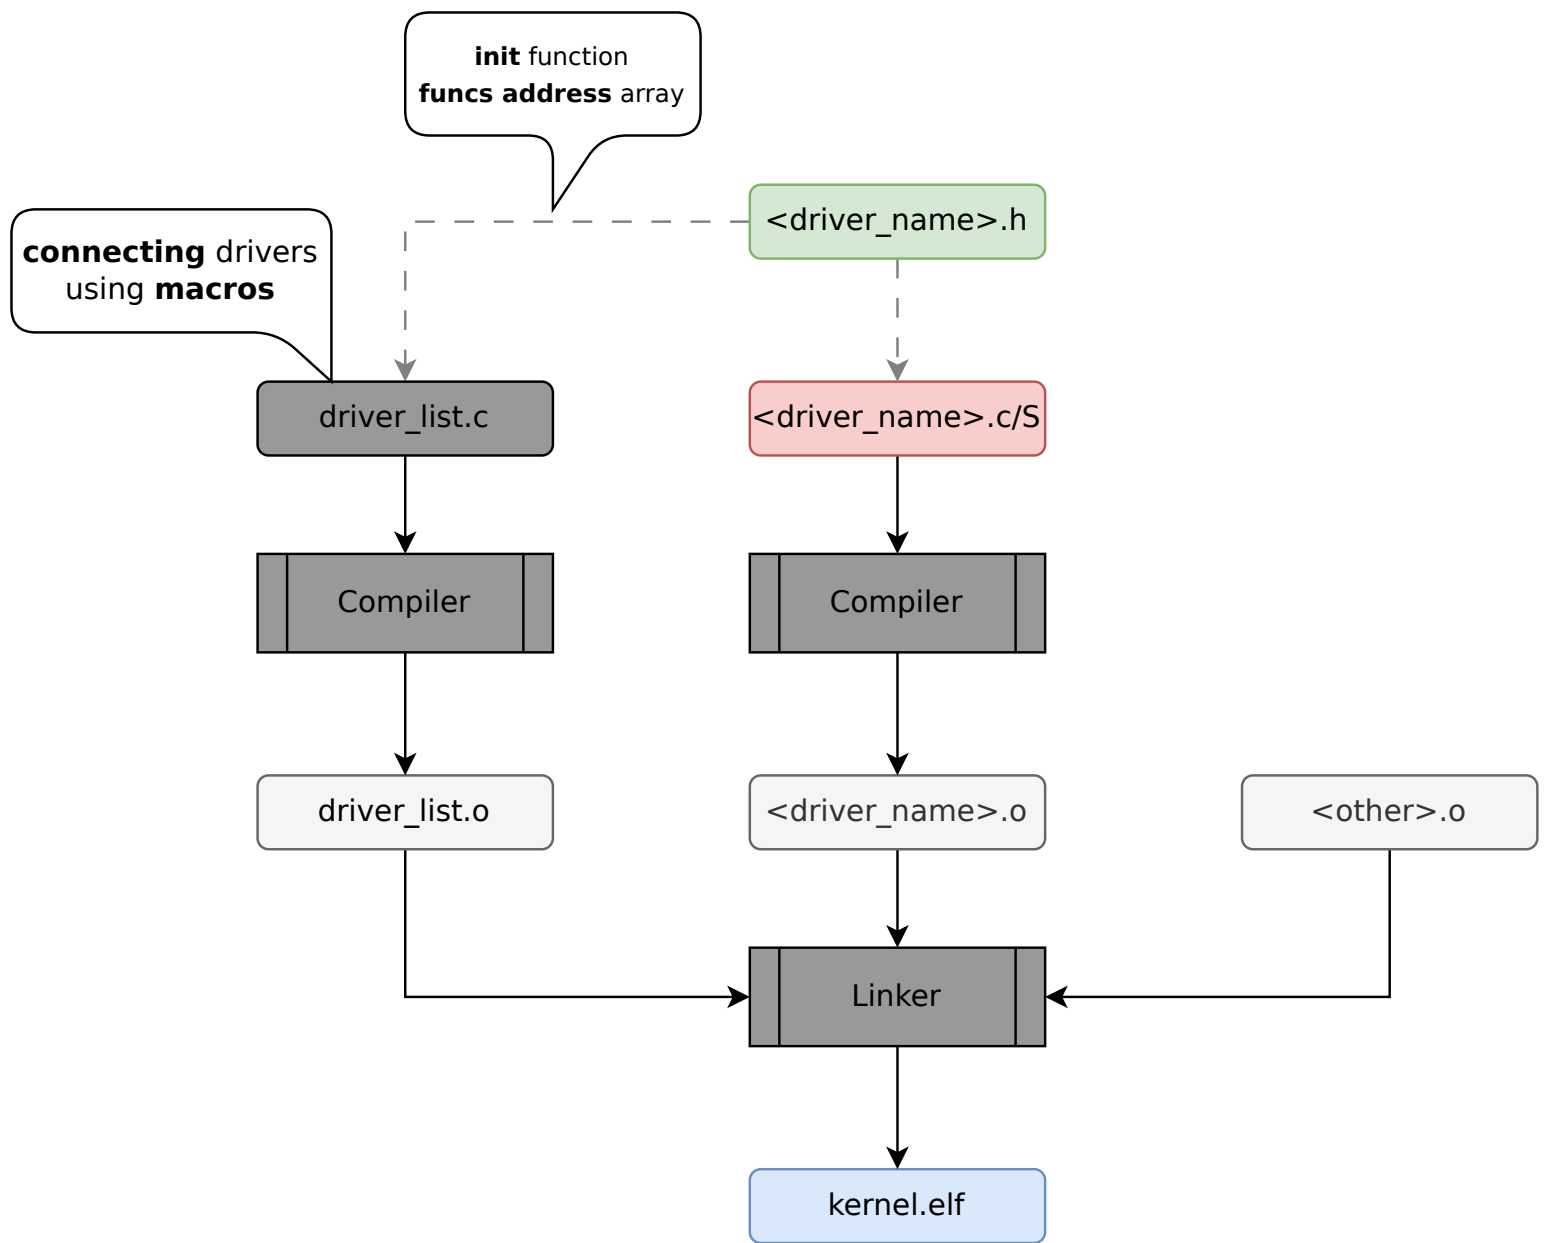 init function
funcs address array
<driver_name>.h
connecting drivers
using macros
driver_list.c
<driver_name>.c/S
Compiler
Compiler
driver_list.o
<driver_name>.o
<other>.o
Linker
kernel.elf